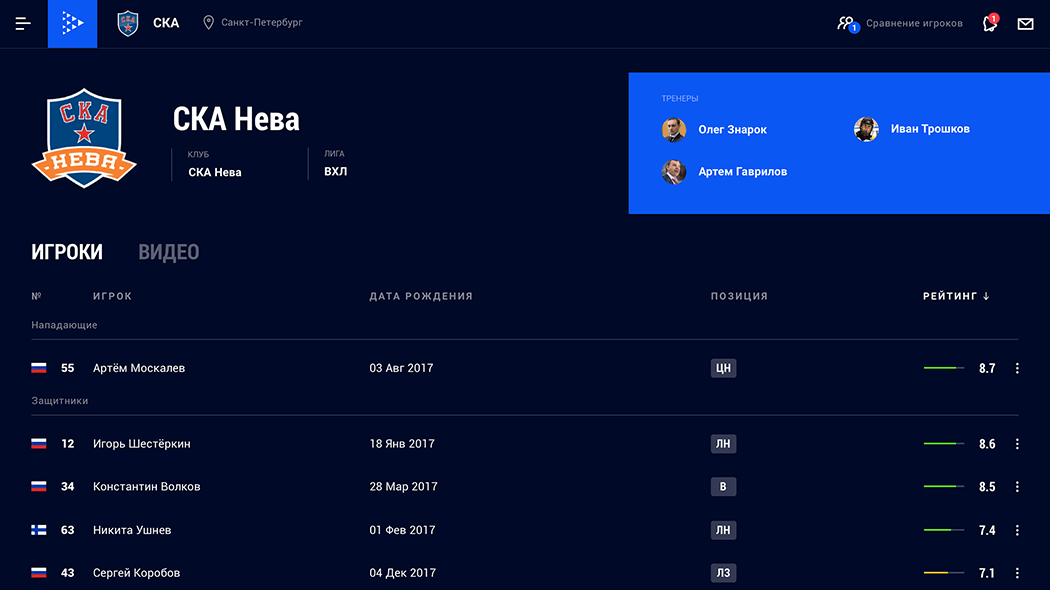 СКА
Санкт-Петербург
1
Сравнение игроков
1
СКА
НЕВА
СКА Нева
КЛУБ
СКА Нева
ЛИГА
ВХЛ
ТРЕНЕРЫ
Олег Знарок
Иван Трошков
Артем Гаврилов
ИГРОКИ ВИДЕО
№ ИГРОК ДАТА РОЖДЕНИЯ ПОЗИЦИЯ РЕЙТИНГ ↓
Нападающие
55 Артём Москалев 03 Авг 2017 ЦН 8.7
Защитники
12 Игорь Шестёркин 18 Янв 2017 ЛН 8.6
34 Константин Волков 28 Мар 2017 В 8.5
63 Никита Ушнев 01 Фев 2017 ЛН 7.4
43 Сергей Коробов 04 Дек 2017 ЛЗ 7.1